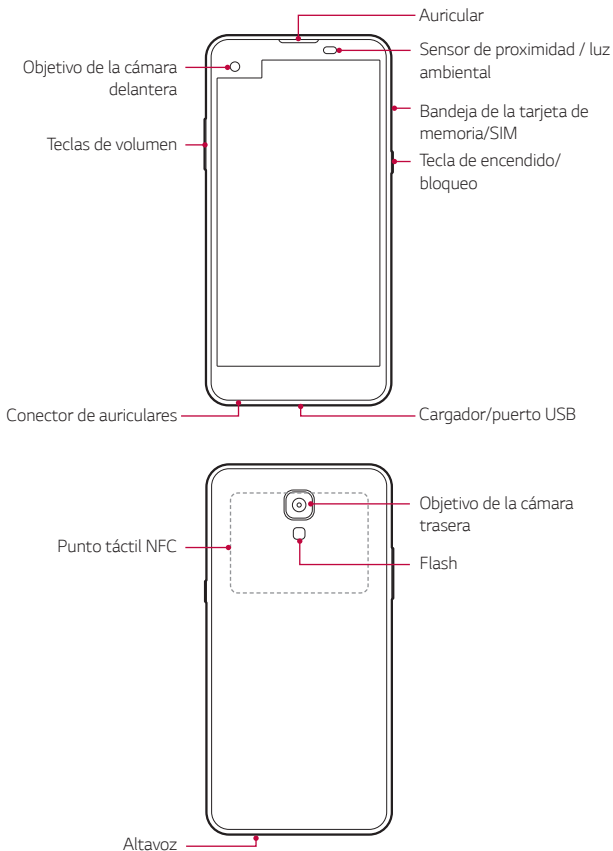 Auricular
Sensor de proximidad / luz
ambiental
Objetivo de la cámara
delantera
Bandeja de la tarjeta de
memoria/SIM
Teclas de volumen
Tecla de encendido/
bloqueo
Conector de auriculares
Cargador/puerto USB
Objetivo de la cámara
trasera
Punto táctil NFC
Flash
Altavoz